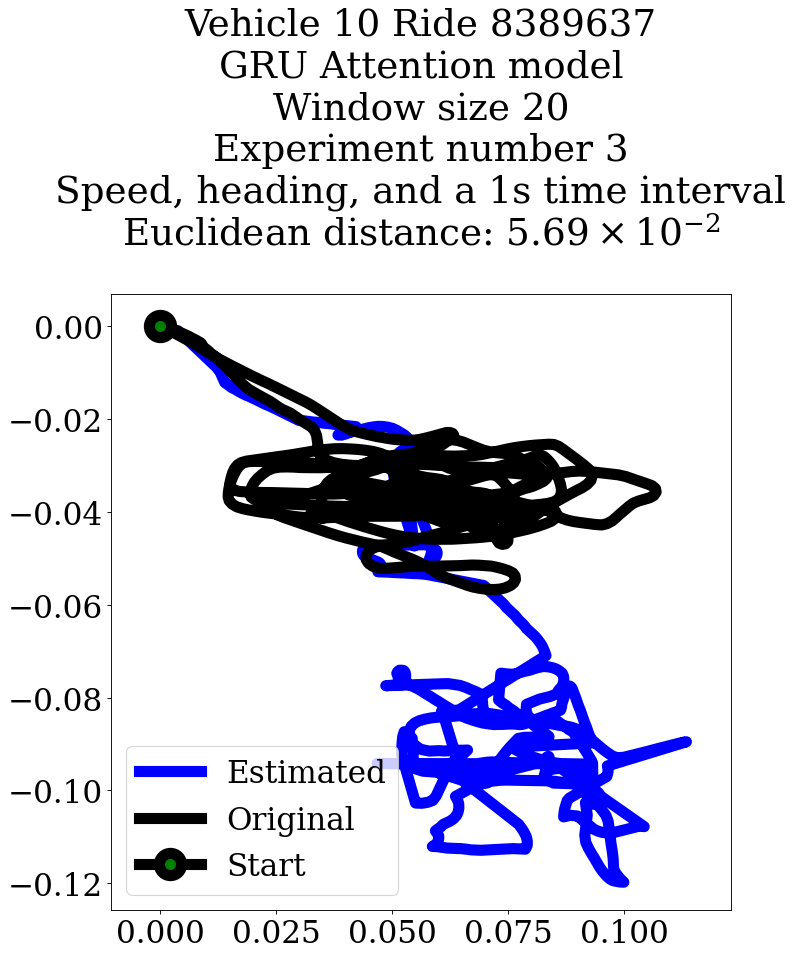 Vehicle 10 Ride 8389637
GRU Attention model
Window size 20
Experiment number 3
Speed, heading, and a 1s time interval
Euclidean distance: 5.69 × 10⁻²
0.00
−0.02
−0.04
−0.06
−0.08
−0.10
−0.12
Estimated
Original
Start
0.000 0.025 0.050 0.075 0.100